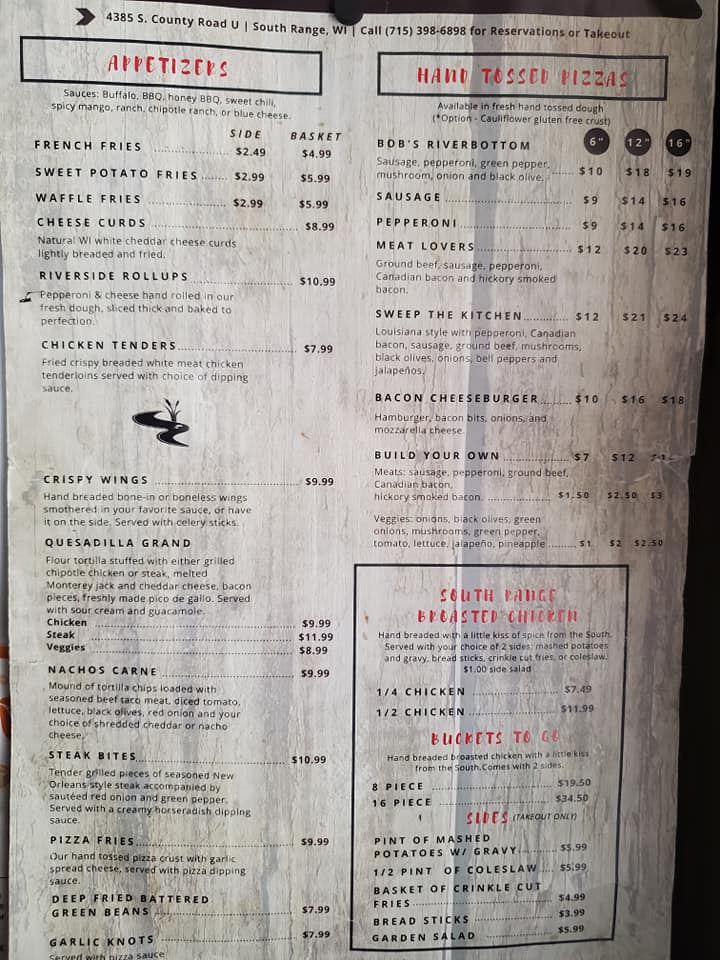 4385 S. County Road U | South Range, WI | Call (715) 398-6898 for Reservations or Takeout
APPETIZERS
Sauces: Buffalo, BBQ, honey BBQ, sweet chili,
spicy mango, ranch, chipotle ranch, or blue cheese.
SIDE BASKET
FRENCH FRIES $2.49 $4.99
SWEET POTATO FRIES $2.99 $5.99
WAFFLE FRIES $2.99 $5.99
CHEESE CURDS $8.99
Natural WI white cheddar cheese curds
lightly breaded and fried.
RIVERSIDE ROLLUPS $10.99
Pepperoni & cheese hand rolled in our
fresh dough, sliced thick and baked to
perfection.
CHICKEN TENDERS $7.99
Fried crispy breaded white meat chicken
tenderloins served with choice of dipping
sauce.
CRISPY WINGS $9.99
Hand breaded bone-in or boneless wings
smothered in your favorite sauce, or have
it on the side. Served with celery sticks.
QUESADILLA GRAND
Flour tortilla stuffed with either grilled
chipotle chicken or steak, melted
Monterey jack and cheddar cheese, bacon
pieces, freshly made pico de gallo. Served
with sour cream and guacamole.
Chicken $9.99
Steak $11.99
Veggies $8.99
NACHOS CARNE $9.99
Mound of tortilla chips loaded with
seasoned beef taco meat, diced tomato,
lettuce, black olives, red onion and your
choice of shredded cheddar or nacho
cheese.
STEAK BITES $10.99
Tender grilled pieces of seasoned New
Orleans style steak accompanied by
sautéed red onion and green pepper.
Served with a creamy horseradish dipping
sauce.
PIZZA FRIES $9.99
Our hand tossed pizza crust with garlic
spread cheese, served with pizza dipping
sauce.
DEEP FRIED BATTERED
GREEN BEANS $7.99
GARLIC KNOTS $7.99
Served with pizza sauce
HAND TOSSED PIZZAS
Available in fresh hand tossed dough
(*Option - Cauliflower gluten free crust)
6" 12" 16"
BOB'S RIVERBOTTOM
Sausage, pepperoni, green pepper,
mushroom, onion and black olive. $10 $18 $19
SAUSAGE $9 $14 $16
PEPPERONI $9 $14 $16
MEAT LOVERS $12 $20 $23
Ground beef, sausage, pepperoni,
Canadian bacon and hickory smoked
bacon.
SWEEP THE KITCHEN $12 $21 $24
Louisiana style with pepperoni, Canadian
bacon, sausage, ground beef, mushrooms,
black olives, onions, bell peppers and
jalapeños.
BACON CHEESEBURGER $10 $16 $18
Hamburger, bacon bits, onions, and
mozzarella cheese.
BUILD YOUR OWN $7 $12
Meats: sausage, pepperoni, ground beef,
Canadian bacon,
hickory smoked bacon. $1.50 $2.50 $3
Veggies: onions, black olives, green
onions, mushrooms, green pepper,
tomato, lettuce, jalapeño, pineapple $1 $2 $2.50
SOUTH RANGE
BROASTED CHICKEN
Hand breaded with a little kiss of spice from the South.
Served with your choice of 2 sides: mashed potatoes
and gravy, bread sticks, crinkle cut fries, or coleslaw.
$1.00 side salad
1/4 CHICKEN $7.49
1/2 CHICKEN $11.99
BUCKETS TO GO
Hand breaded broasted chicken with a little kiss
from the South.Comes with 2 sides.
8 PIECE $19.50
16 PIECE $34.50
SIDES (TAKEOUT ONLY)
PINT OF MASHED
POTATOES W/ GRAVY $5.99
1/2 PINT OF COLESLAW $5.99
BASKET OF CRINKLE CUT
FRIES $4.99
BREAD STICKS $3.99
GARDEN SALAD $5.99